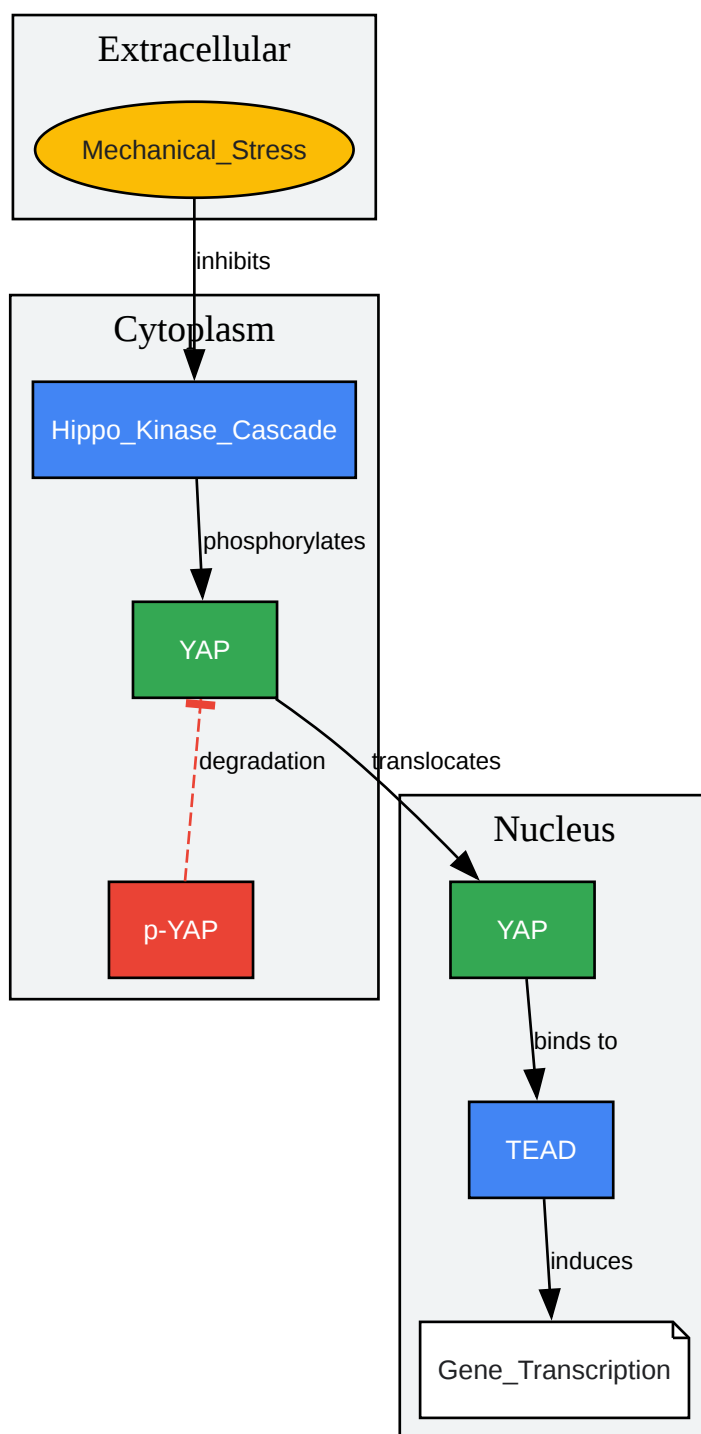 Extracellular
Mechanical_Stress
inhibits
Cytoplasm
Hippo_Kinase_Cascade
phosphorylates
YAP
degradation
translocates
p-YAP
Nucleus
YAP
binds to
TEAD
induces
Gene_Transcription